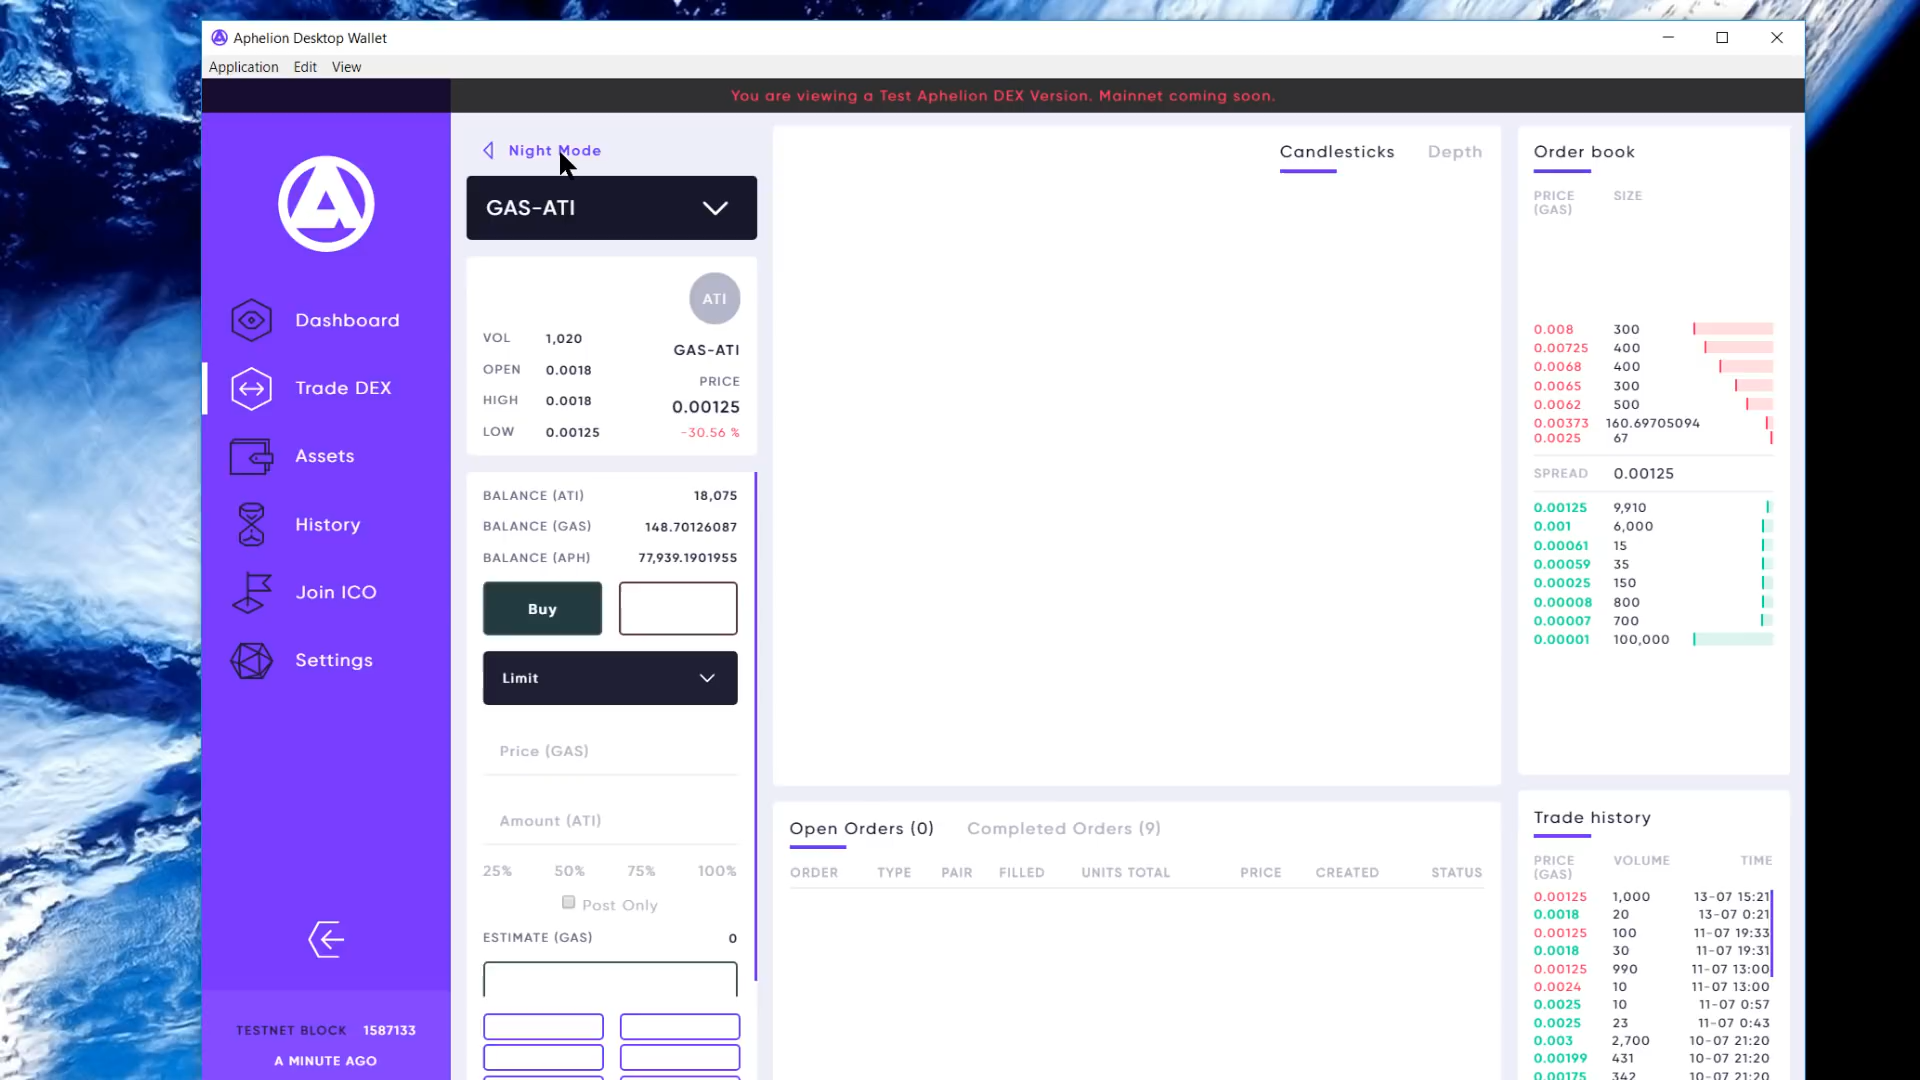 Aphelion Desktop Wallet
Application Edit View
You are viewing a Test Aphelion DEX Version. Mainnet coming soon.
Dashboard
Trade DEX
Assets
History
Join ICO
Settings
TESTNET BLOCK 1587133
A MINUTE AGO
Night Mode
GAS-ATI
ATI
GAS-ATI
PRICE
0.00125
-30.56 %
VOL 1,020
OPEN 0.0018
HIGH 0.0018
LOW 0.00125
BALANCE (ATI) 18,075
BALANCE (GAS) 148.70126087
BALANCE (APH) 77,939.1901955
Buy
Limit
Price (GAS)
Amount (ATI)
25% 50% 75% 100%
Post Only
ESTIMATE (GAS) 0
Candlesticks Depth
Open Orders (0) Completed Orders (9)
ORDER TYPE PAIR FILLED UNITS TOTAL PRICE CREATED STATUS
Order book
PRICE (GAS) SIZE
0.008 300
0.00725 400
0.0068 400
0.0065 300
0.0062 500
0.00373 160.69705094
0.0025 67
SPREAD 0.00125
0.00125 9,910
0.001 6,000
0.00061 15
0.00059 35
0.00025 150
0.00008 800
0.00007 700
0.00001 100,000
Trade history
PRICE (GAS) VOLUME TIME
0.00125 1,000 13-07 15:21
0.0018 20 13-07 0:21
0.00125 100 11-07 19:33
0.0018 30 11-07 19:31
0.00125 990 11-07 13:00
0.0024 10 11-07 13:00
0.0025 10 11-07 0:57
0.0025 23 11-07 0:43
0.003 2,700 10-07 21:20
0.00199 431 10-07 21:20
0.00175 342 10-07 21:20